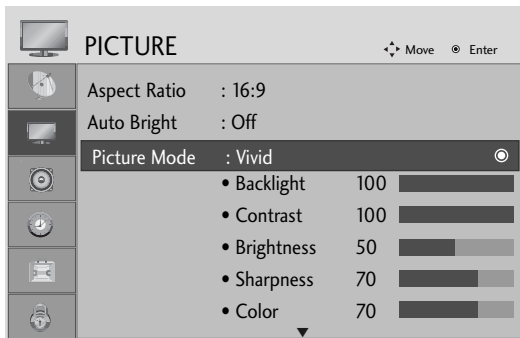 PICTURE Move Enter
Aspect Ratio : 16:9
Auto Bright : Off
Picture Mode : Vivid
• Backlight 100
• Contrast 100
• Brightness 50
• Sharpness 70
• Color 70